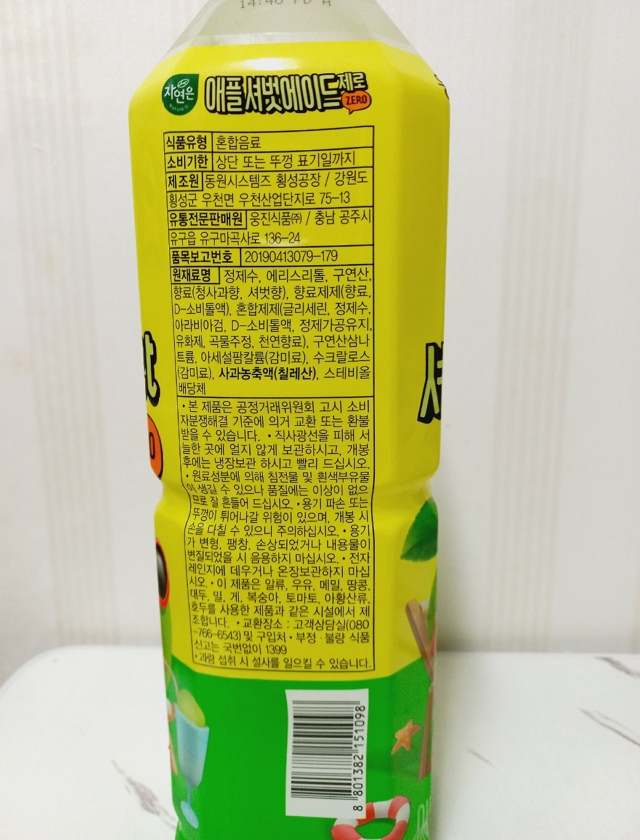 자연은
애플셔벗에이드제로
ZERO
식품유형 혼합음료
소비기한 상단 또는 뚜껑 표기일까지
제조원 동원시스템즈 횡성공장 / 강원도
횡성군 우천면 우천산업단지로 75-13
유통전문판매원 웅진식품㈜ / 충남 공주시
유구읍 유구마곡사로 136-24
품목보고번호 20190413079-179
원재료명 정제수, 에리스리톨, 구연산,
향료(청사과향, 셔벗향), 향료제제(향료,
D-소비톨액), 혼합제제(글리세린, 정제수,
아라비아검, D-소비톨액, 정제가공유지,
유화제, 곡물주정, 천연향료), 구연산삼나
트륨, 아세설팜칼륨(감미료), 수크랄로스
(감미료), 사과농축액(칠레산), 스테비올
배당체
• 본 제품은 공정거래위원회 고시 소비
자분쟁해결 기준에 의거 교환 또는 환불
받을 수 있습니다. • 직사광선을 피해 서
늘한 곳에 얼지 않게 보관하시고, 개봉
후에는 냉장보관 하시고 빨리 드십시오.
• 원료성분에 의해 침전물 및 흰색부유물
이 생길 수 있으나 품질에는 이상이 없으
므로 잘 흔들어 드십시오. • 용기 파손 또는
뚜껑이 튀어나갈 위험이 있으며, 개봉 시
손을 다칠 수 있으니 주의하십시오. • 용기
가 변형, 팽창, 손상되었거나 내용물이
변질되었을 시 음용하지 마십시오. • 전자
레인지에 데우거나 온장보관하지 마십
시오. • 이 제품은 알류, 우유, 메밀, 땅콩,
대두, 밀, 게, 복숭아, 토마토, 아황산류,
호두를 사용한 제품과 같은 시설에서 제
조합니다. • 교환장소 : 고객상담실(080
-766-6543) 및 구입처 • 부정·불량 식품
신고는 국번없이 1399
• 과량 섭취 시 설사를 일으킬 수 있습니다.
8 801382 151098